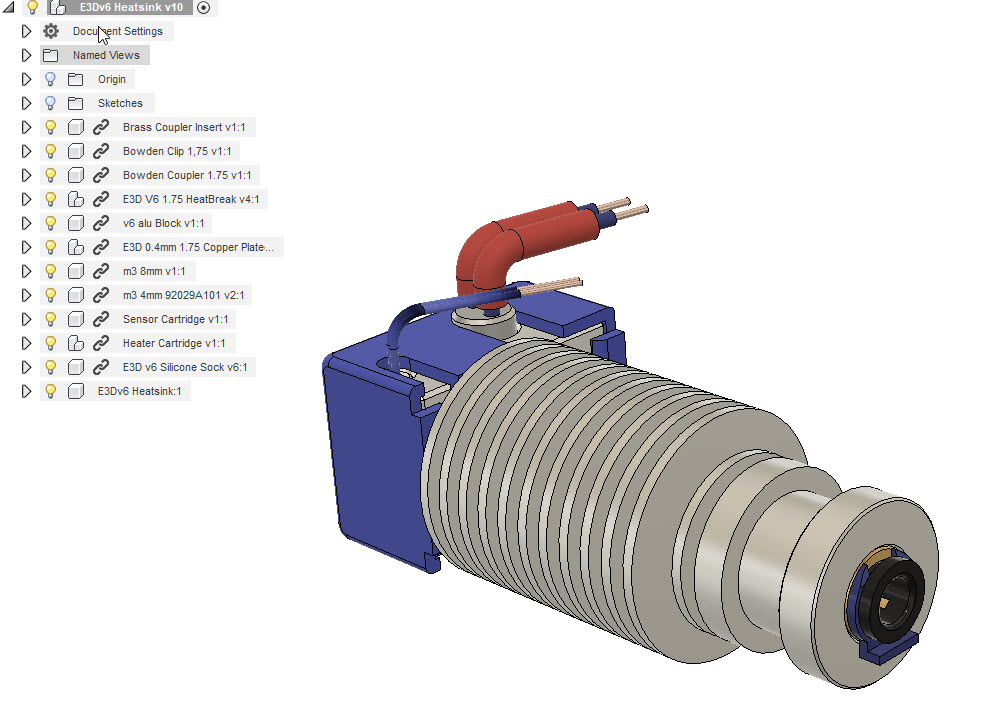 E3Dv6 Heatsink v10
Document Settings
Named Views
Origin
Sketches
Brass Coupler Insert v1:1
Bowden Clip 1,75 v1:1
Bowden Coupler 1.75 v1:1
E3D V6 1.75 HeatBreak v4:1
v6 alu Block v1:1
E3D 0.4mm 1.75 Copper Plate...
m3 8mm v1:1
m3 4mm 92029A101 v2:1
Sensor Cartridge v1:1
Heater Cartridge v1:1
E3D v6 Silicone Sock v6:1
E3Dv6 Heatsink:1